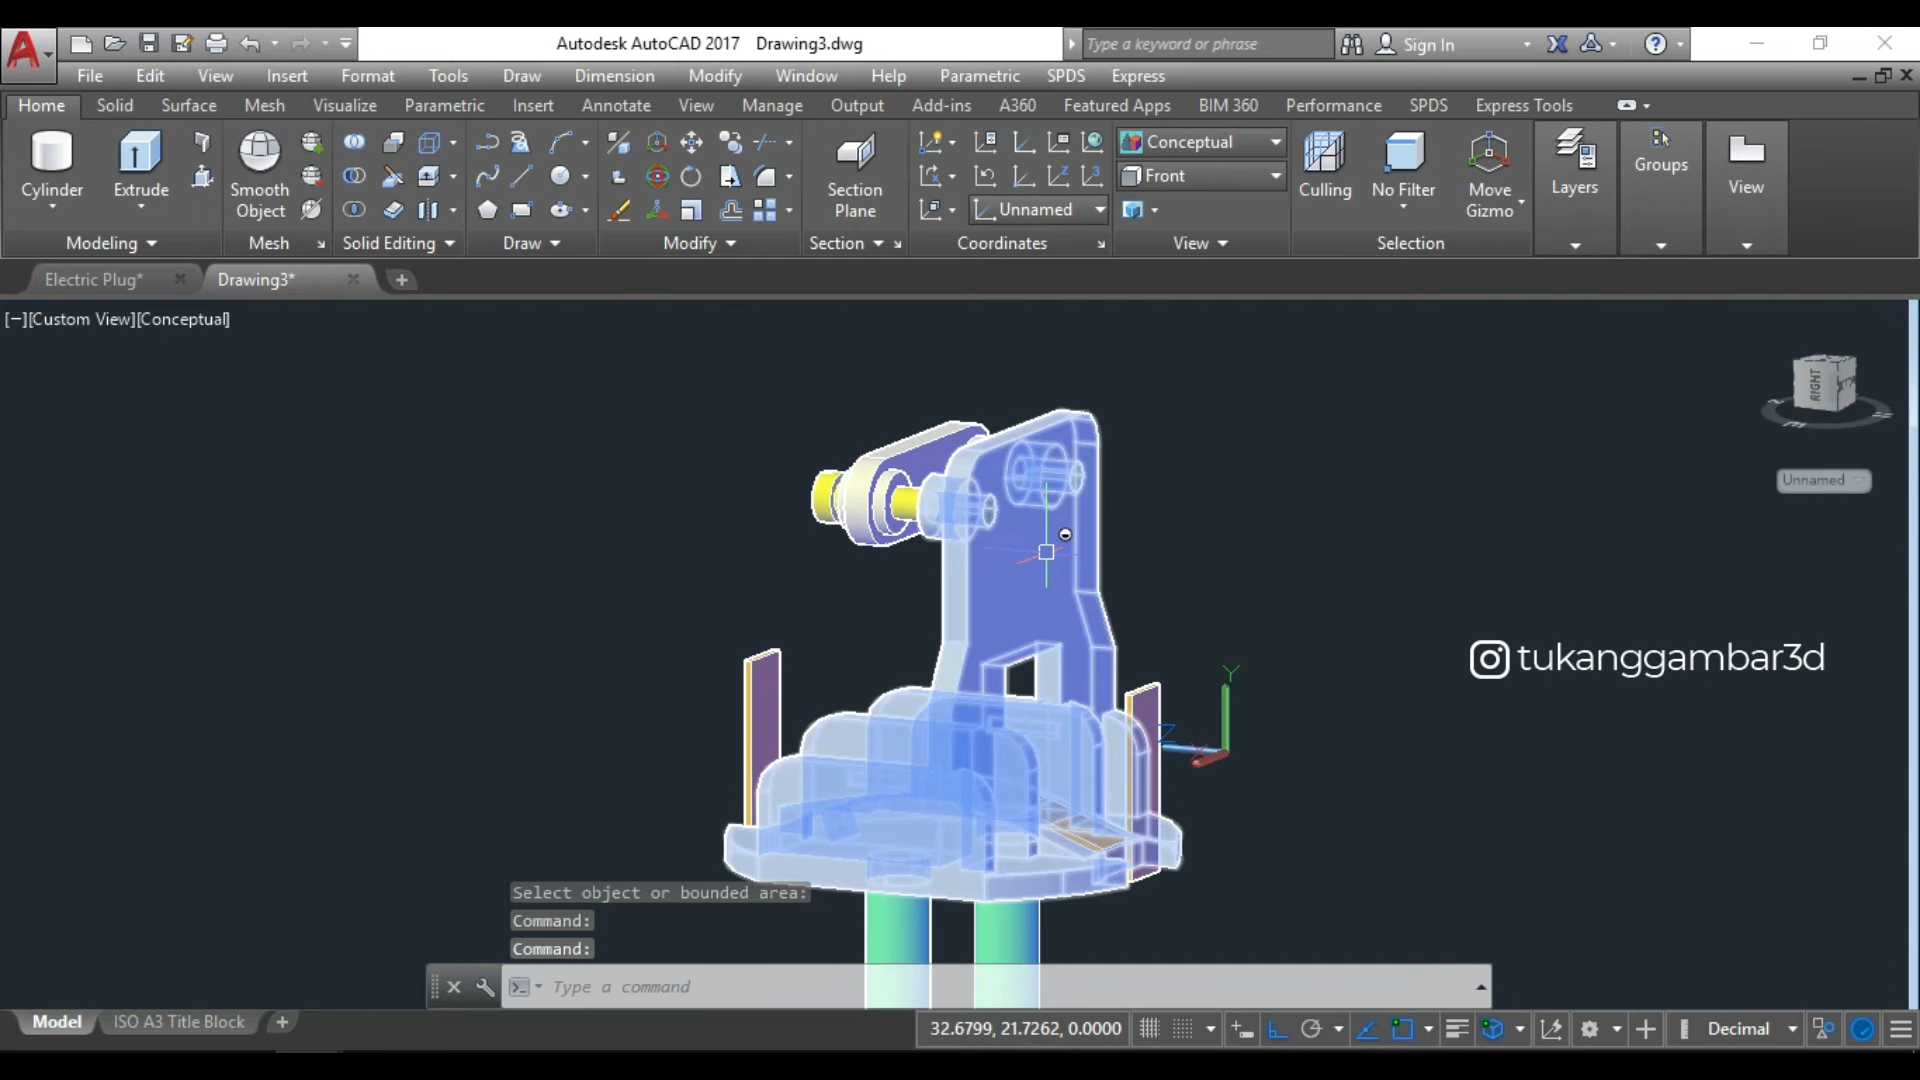 Autodesk AutoCAD 2017 Drawing3.dwg
Type a keyword or phrase
Sign In
File Edit View Insert Format Tools Draw Dimension Modify Window Help Parametric SPDS Express
Home Solid Surface Mesh Visualize Parametric Insert Annotate View Manage Output Add-ins A360 Featured Apps BIM 360 Performance SPDS Express Tools
Conceptual
Front
Unnamed
Cylinder Extrude Smooth Object Section Plane Culling No Filter Move Gizmo Layers Groups View
Modeling Mesh Solid Editing Draw Modify Section Coordinates View Selection
Electric Plug* Drawing3*
[−][Custom View][Conceptual]
RIGHT
Unnamed
tukanggambar3d
Y
Z
X
Select object or bounded area:
Command:
Command:
Type a command
Model ISO A3 Title Block
32.6799, 21.7262, 0.0000
Decimal